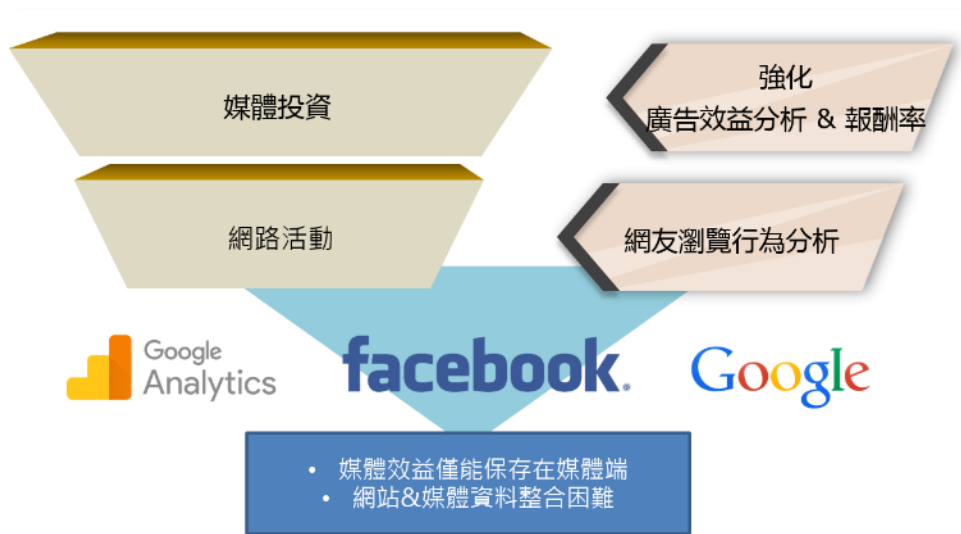 媒體投資
強化
廣告效益分析 & 報酬率
網路活動
網友瀏覽行為分析
Google
Analytics
facebook®
Google
• 媒體效益僅能保存在媒體端
• 網站&媒體資料整合困難